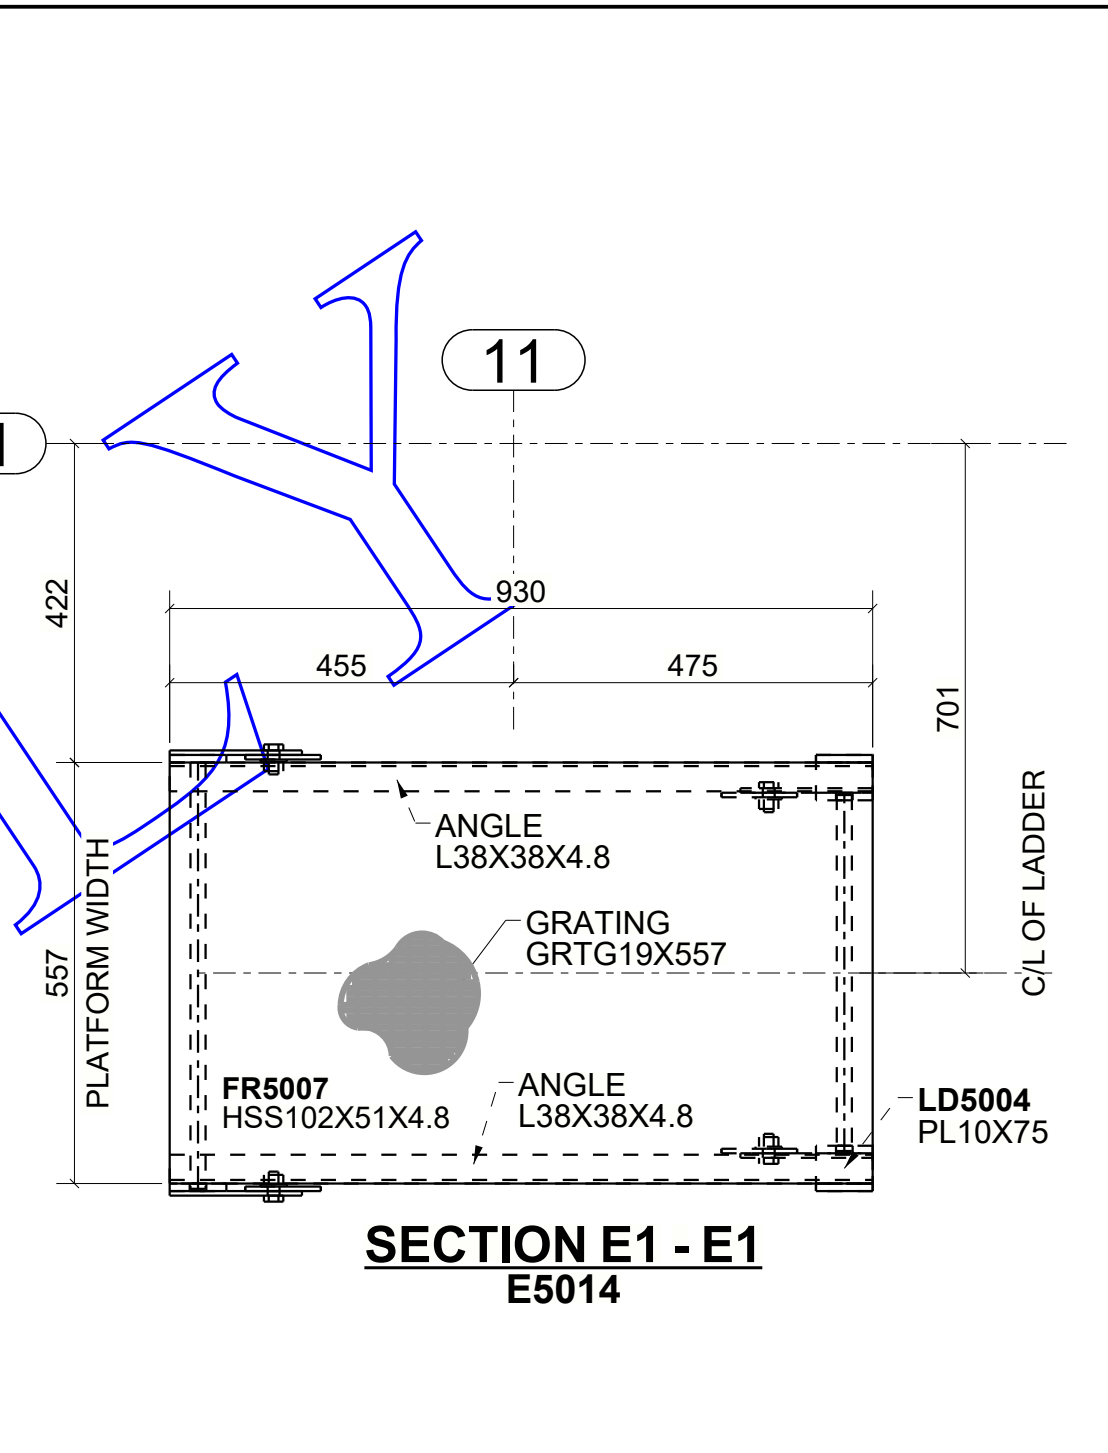 11
930
455
475
422
701
ANGLE
L38X38X4.8
C/L OF LADDER
PLATFORM WIDTH
557
GRATING
GRTG19X557
FR5007
HSS102X51X4.8
ANGLE
L38X38X4.8
LD5004
PL10X75
SECTION E1 - E1
E5014